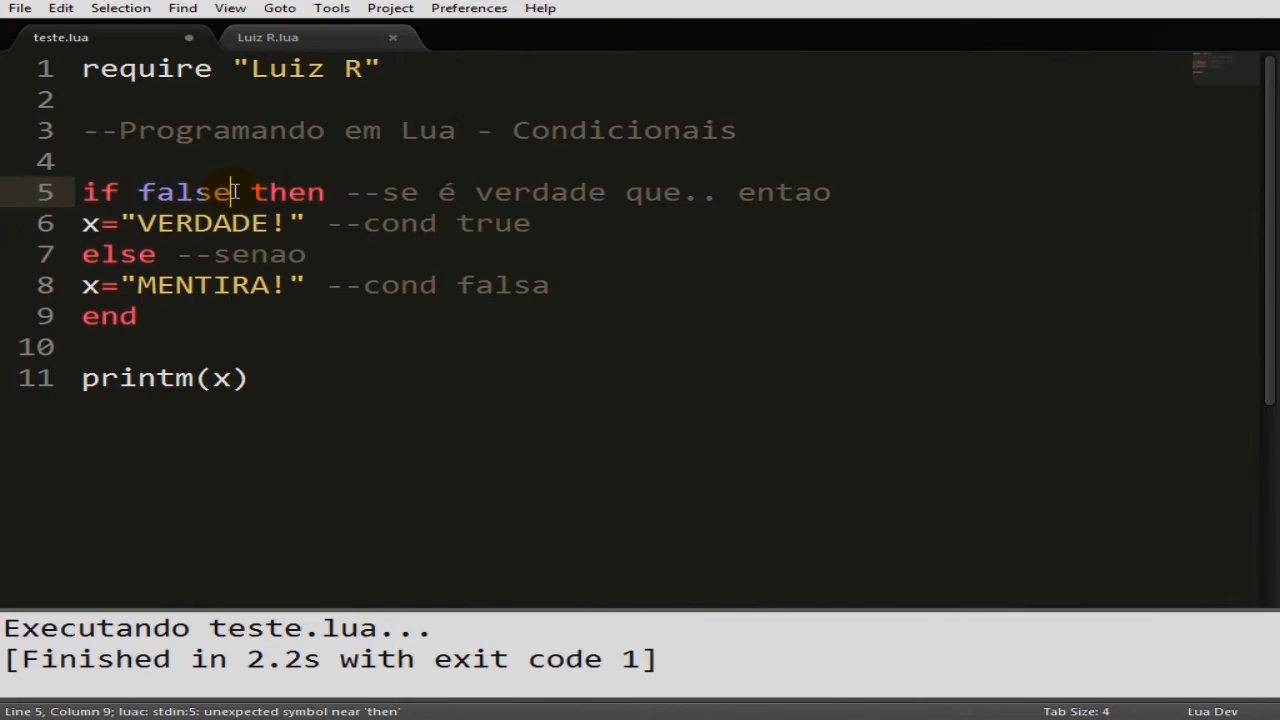 File Edit Selection Find View Goto Tools Project Preferences Help
teste.lua Luiz R.lua ×
1 require "Luiz R"
2
3 --Programando em Lua - Condicionais
4
5 if false then --se é verdade que.. entao
6 x="VERDADE!" --cond true
7 else --senao
8 x="MENTIRA!" --cond falsa
9 end
10
11 printm(x)
Executando teste.lua...
[Finished in 2.2s with exit code 1]
Line 5, Column 9; luac: stdin:5: unexpected symbol near 'then' Tab Size: 4 Lua Dev